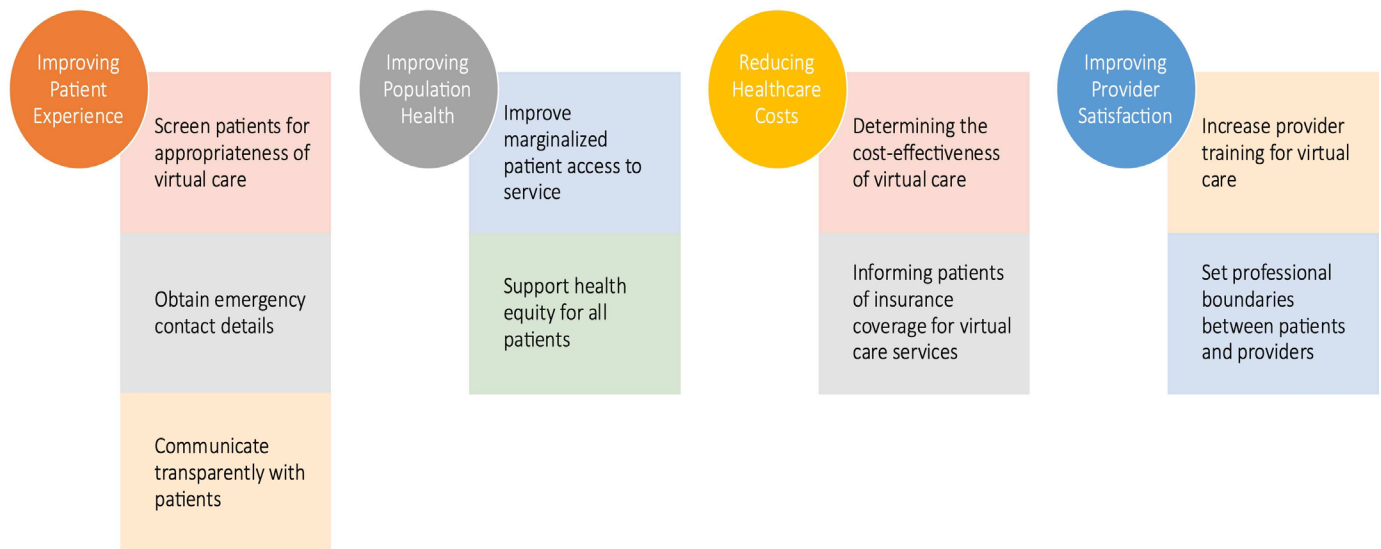 Improving
Patient
Experience
Screen patients for
appropriateness of
virtual care
Obtain emergency
contact details
Communicate
transparently with
patients
Improving
Population
Health
Improve
marginalized
patient access to
service
Support health
equity for all
patients
Reducing
Healthcare
Costs
Determining the
cost-effectiveness
of virtual care
Informing patients
of insurance
coverage for virtual
care services
Improving
Provider
Satisfaction
Increase provider
training for virtual
care
Set professional
boundaries
between patients
and providers